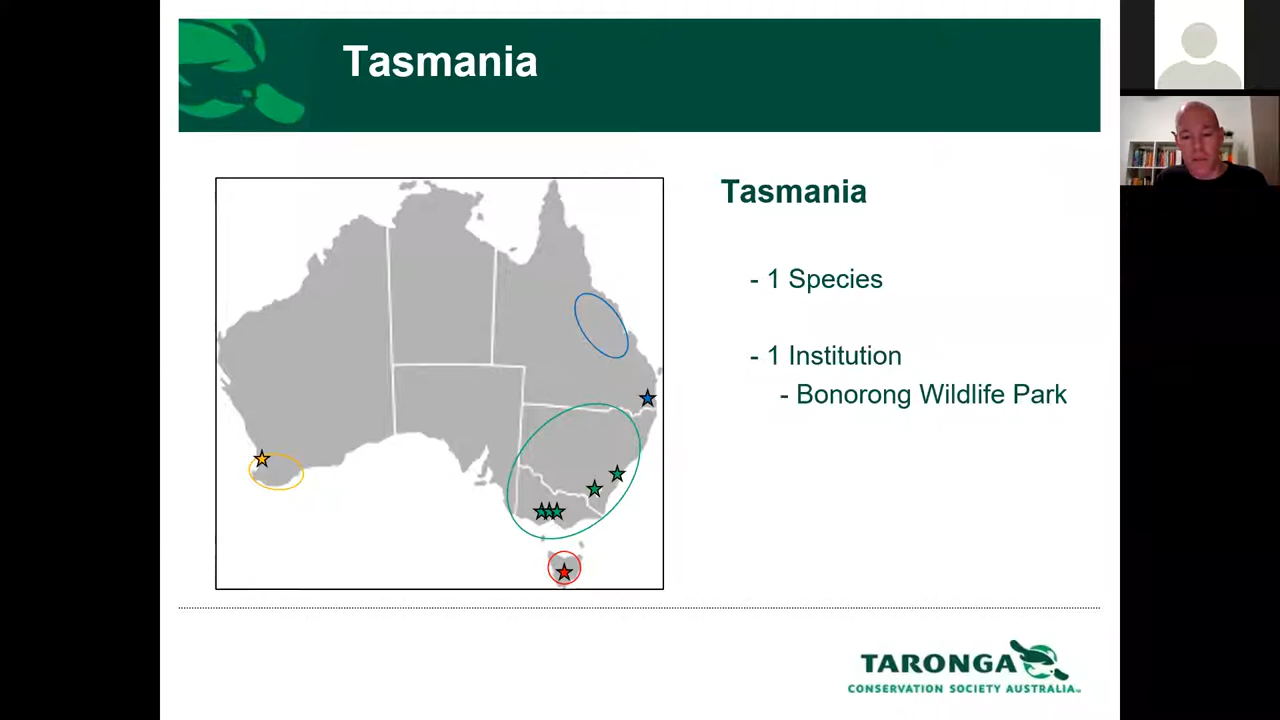 Tasmania
Tasmania
- 1 Species
- 1 Institution
- Bonorong Wildlife Park
TARONGA
CONSERVATION SOCIETY AUSTRALIA